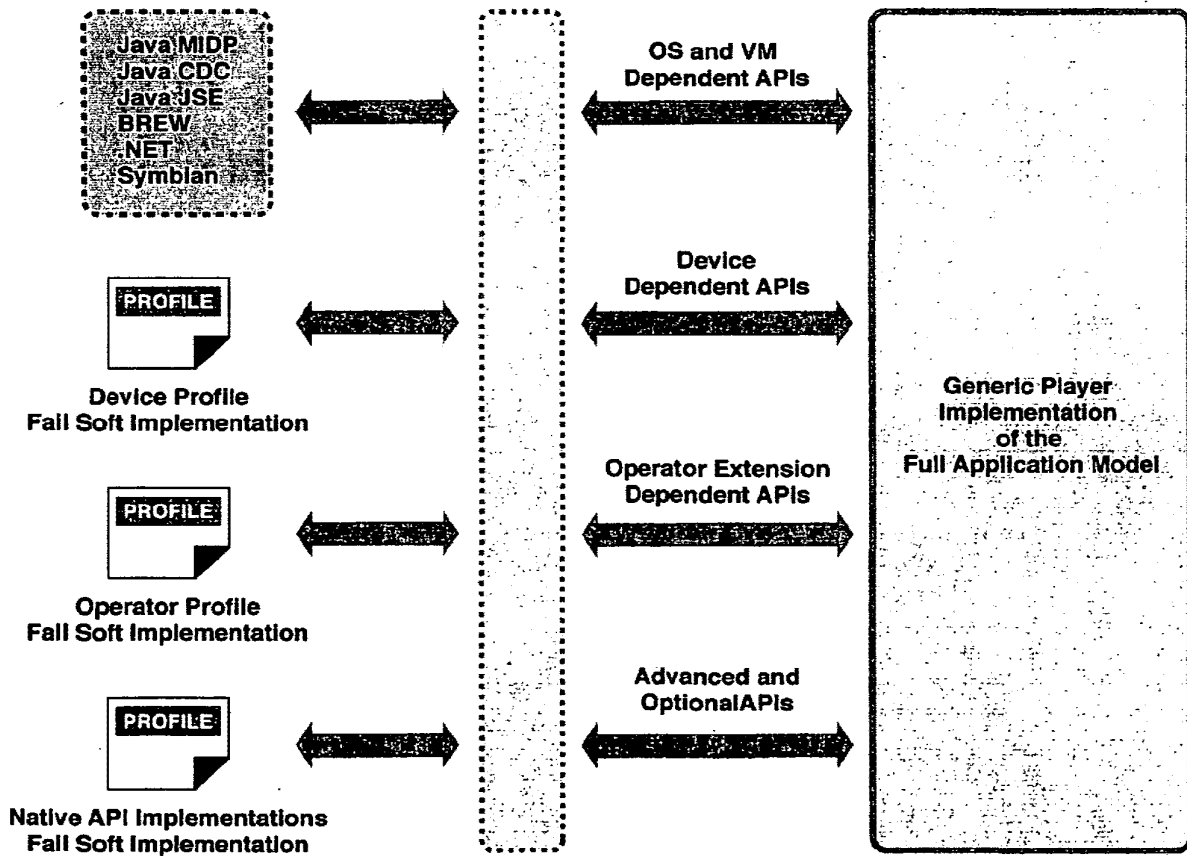 Java MIDP
Java CDC
Java JSE
BREW
.NET
Symbian
OS and VM
Dependent APIs
PROFILE
Device Profile
Fail Soft Implementation
Device
Dependent APIs
PROFILE
Operator Profile
Fail Soft Implementation
Operator Extension
Dependent APIs
PROFILE
Native API Implementations
Fail Soft Implementation
Advanced and
OptionalAPIs
Generic Player
Implementation
of the
Full Application Model